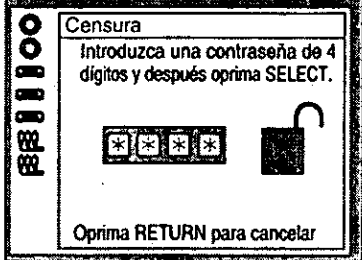 Censura
Introduzca una contraseña de 4
dígitos y después oprima SELECT.
* * * *
Oprima RETURN para cancelar